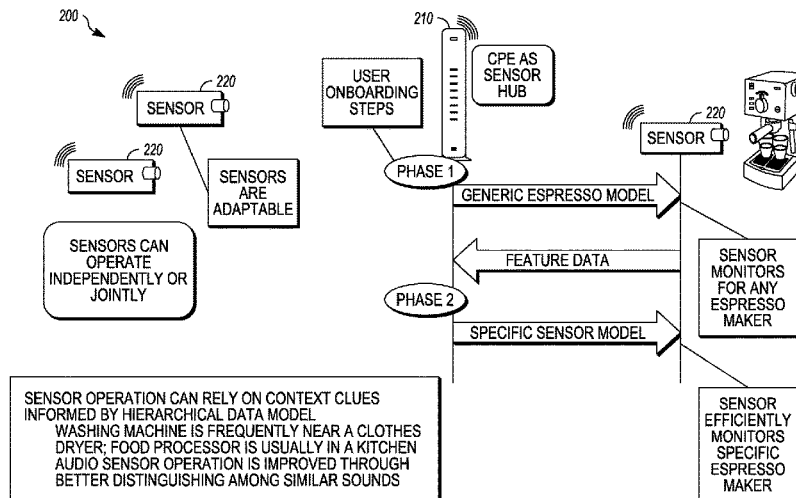 200
210
220
SENSOR
220
SENSOR
SENSORS
ARE
ADAPTABLE
SENSORS CAN
OPERATE
INDEPENDENTLY OR
JOINTLY
USER
ONBOARDING
STEPS
CPE AS
SENSOR
HUB
220
SENSOR
PHASE 1
GENERIC ESPRESSO MODEL
FEATURE DATA
PHASE 2
SPECIFIC SENSOR MODEL
SENSOR
MONITORS
FOR ANY
ESPRESSO
MAKER
SENSOR
EFFICIENTLY
MONITORS
SPECIFIC
ESPRESSO
MAKER
SENSOR OPERATION CAN RELY ON CONTEXT CLUES
INFORMED BY HIERARCHICAL DATA MODEL
WASHING MACHINE IS FREQUENTLY NEAR A CLOTHES
DRYER; FOOD PROCESSOR IS USUALLY IN A KITCHEN
AUDIO SENSOR OPERATION IS IMPROVED THROUGH
BETTER DISTINGUISHING AMONG SIMILAR SOUNDS